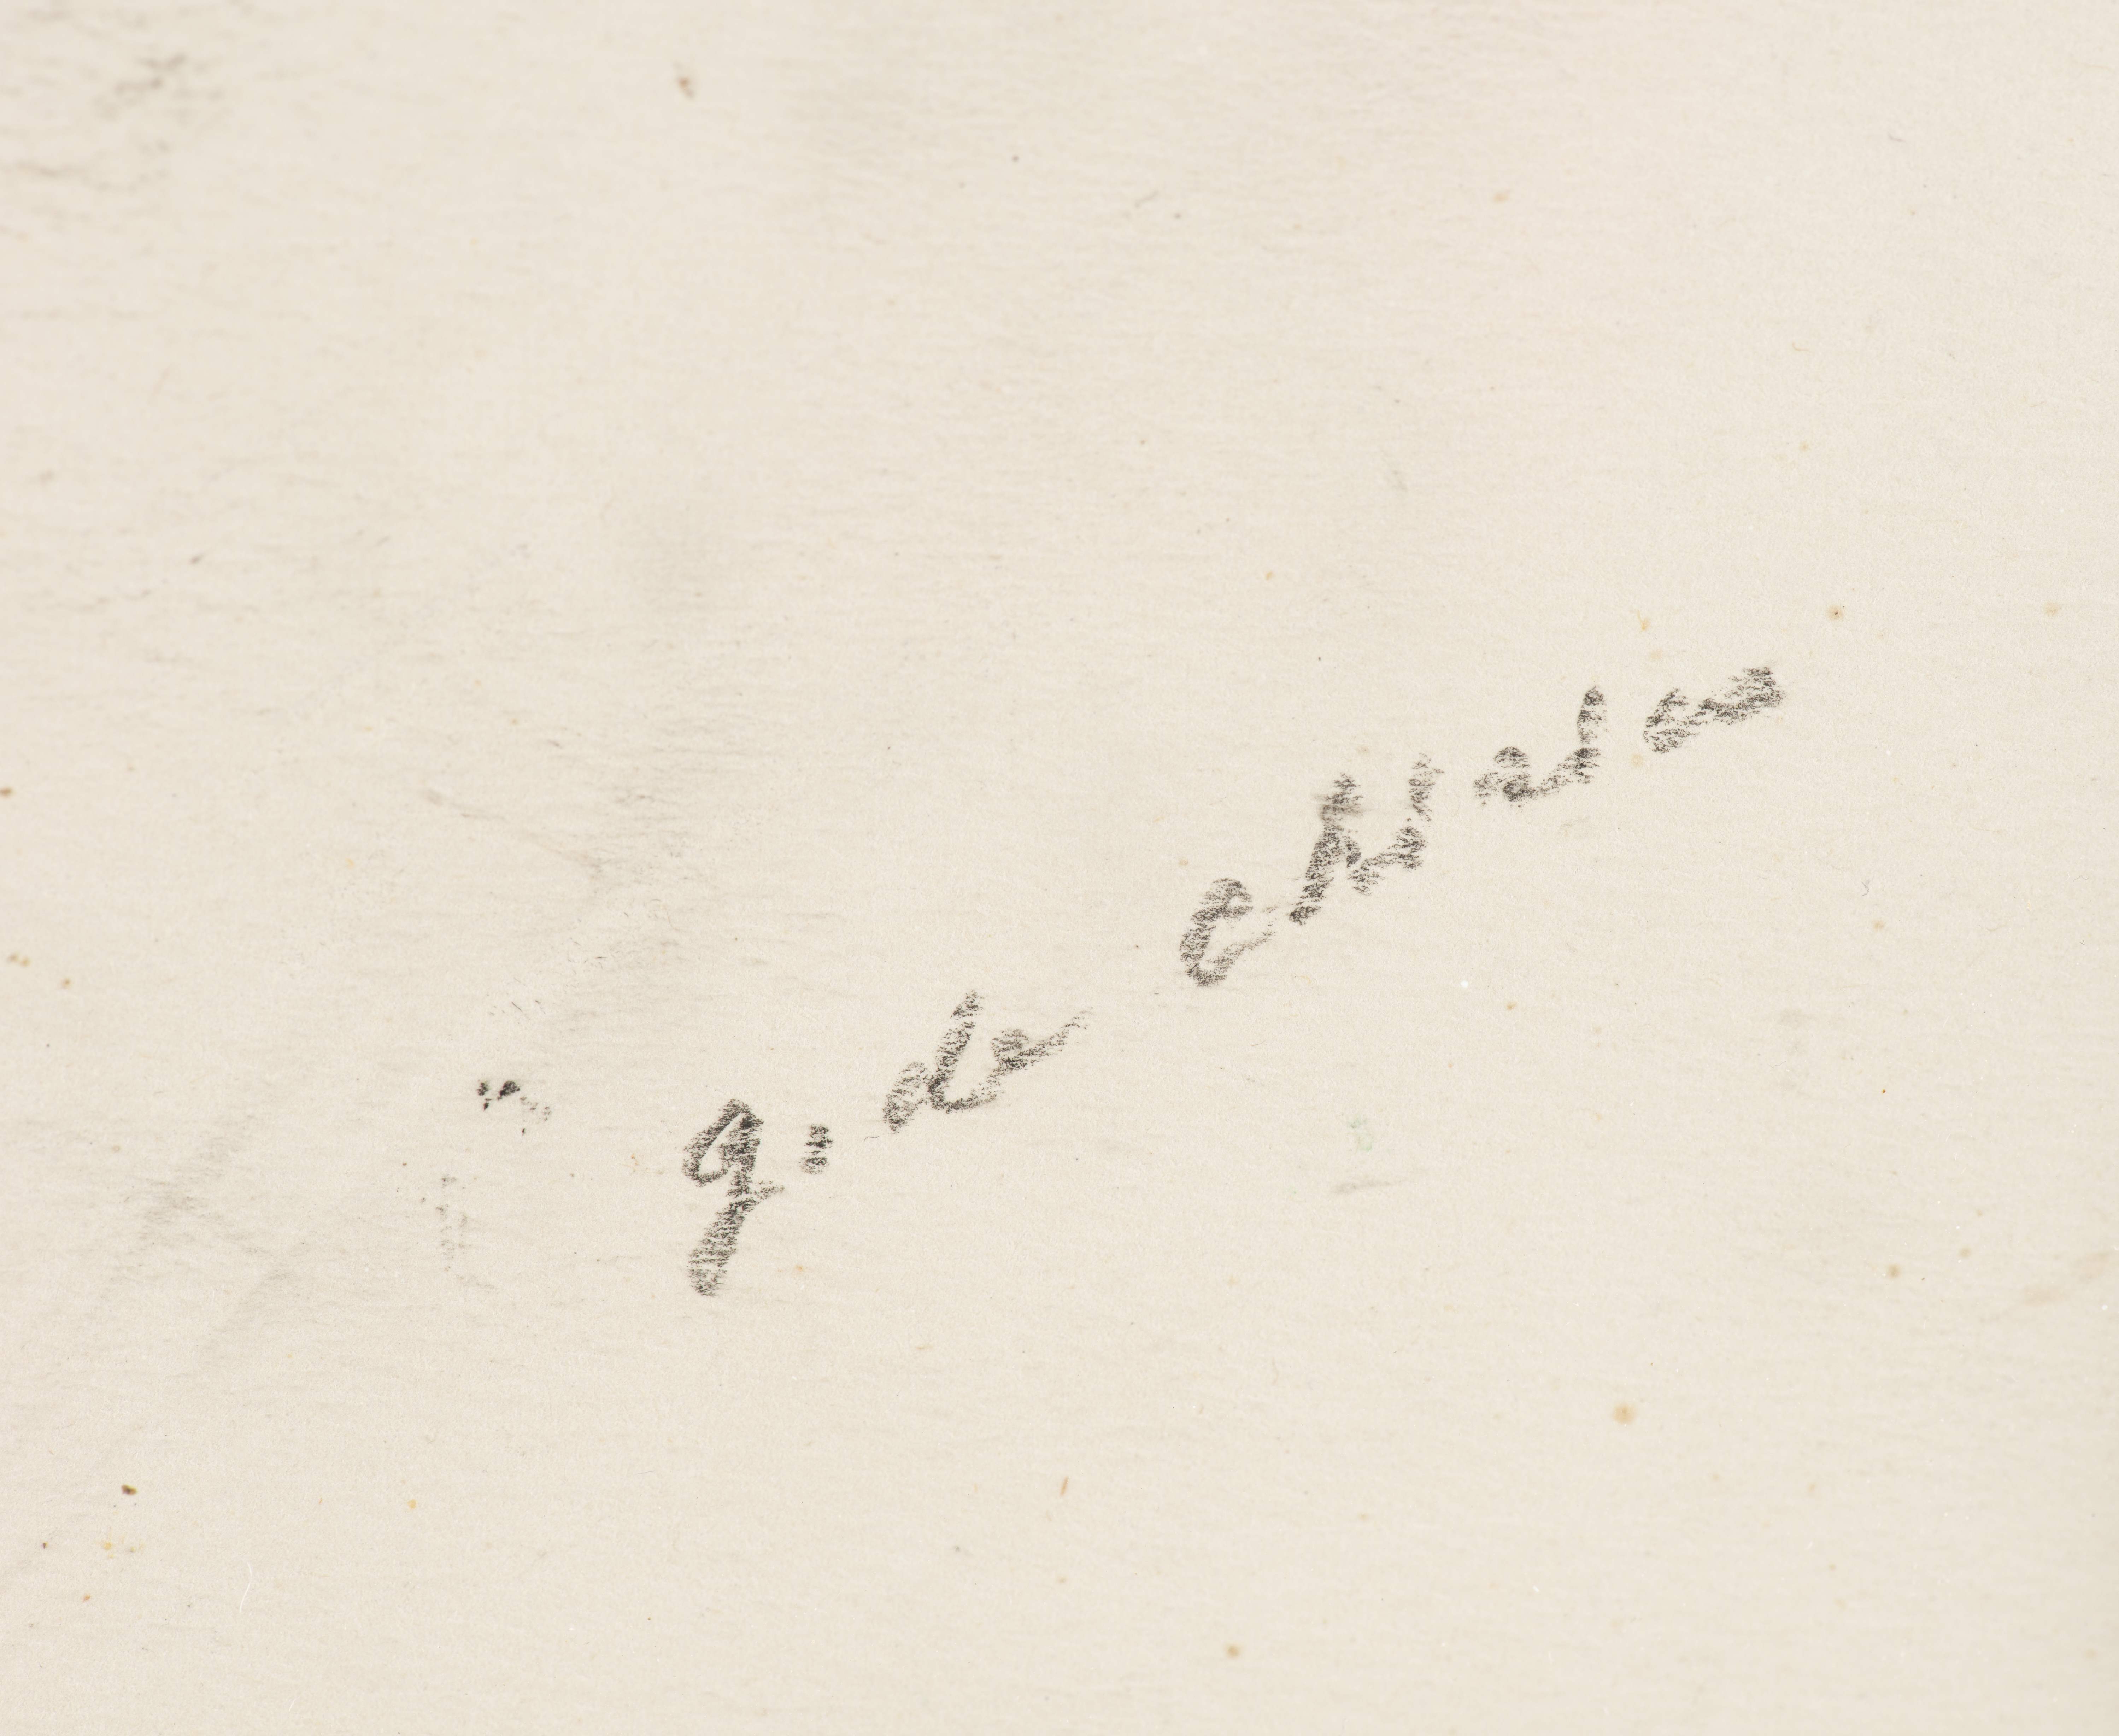 g. de Chirico